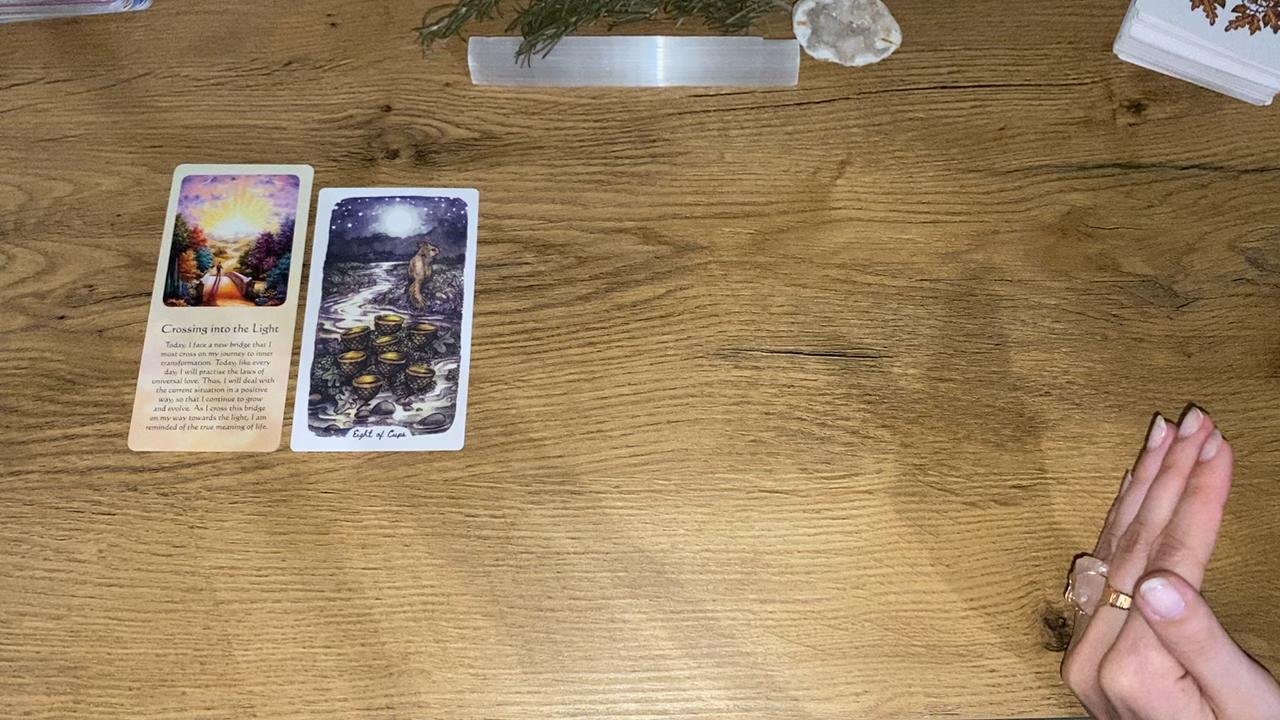 Crossing into the Light
Today, I face a new bridge that I
must cross on my journey to inner
transformation. Today, like every
day, I will practise the laws of
universal love. Thus, I will deal with
the current situation in a positive
way, so that I continue to grow
and evolve. As I cross this bridge
on my way towards the light, I am
reminded of the true meaning of life.
Eight of Cups